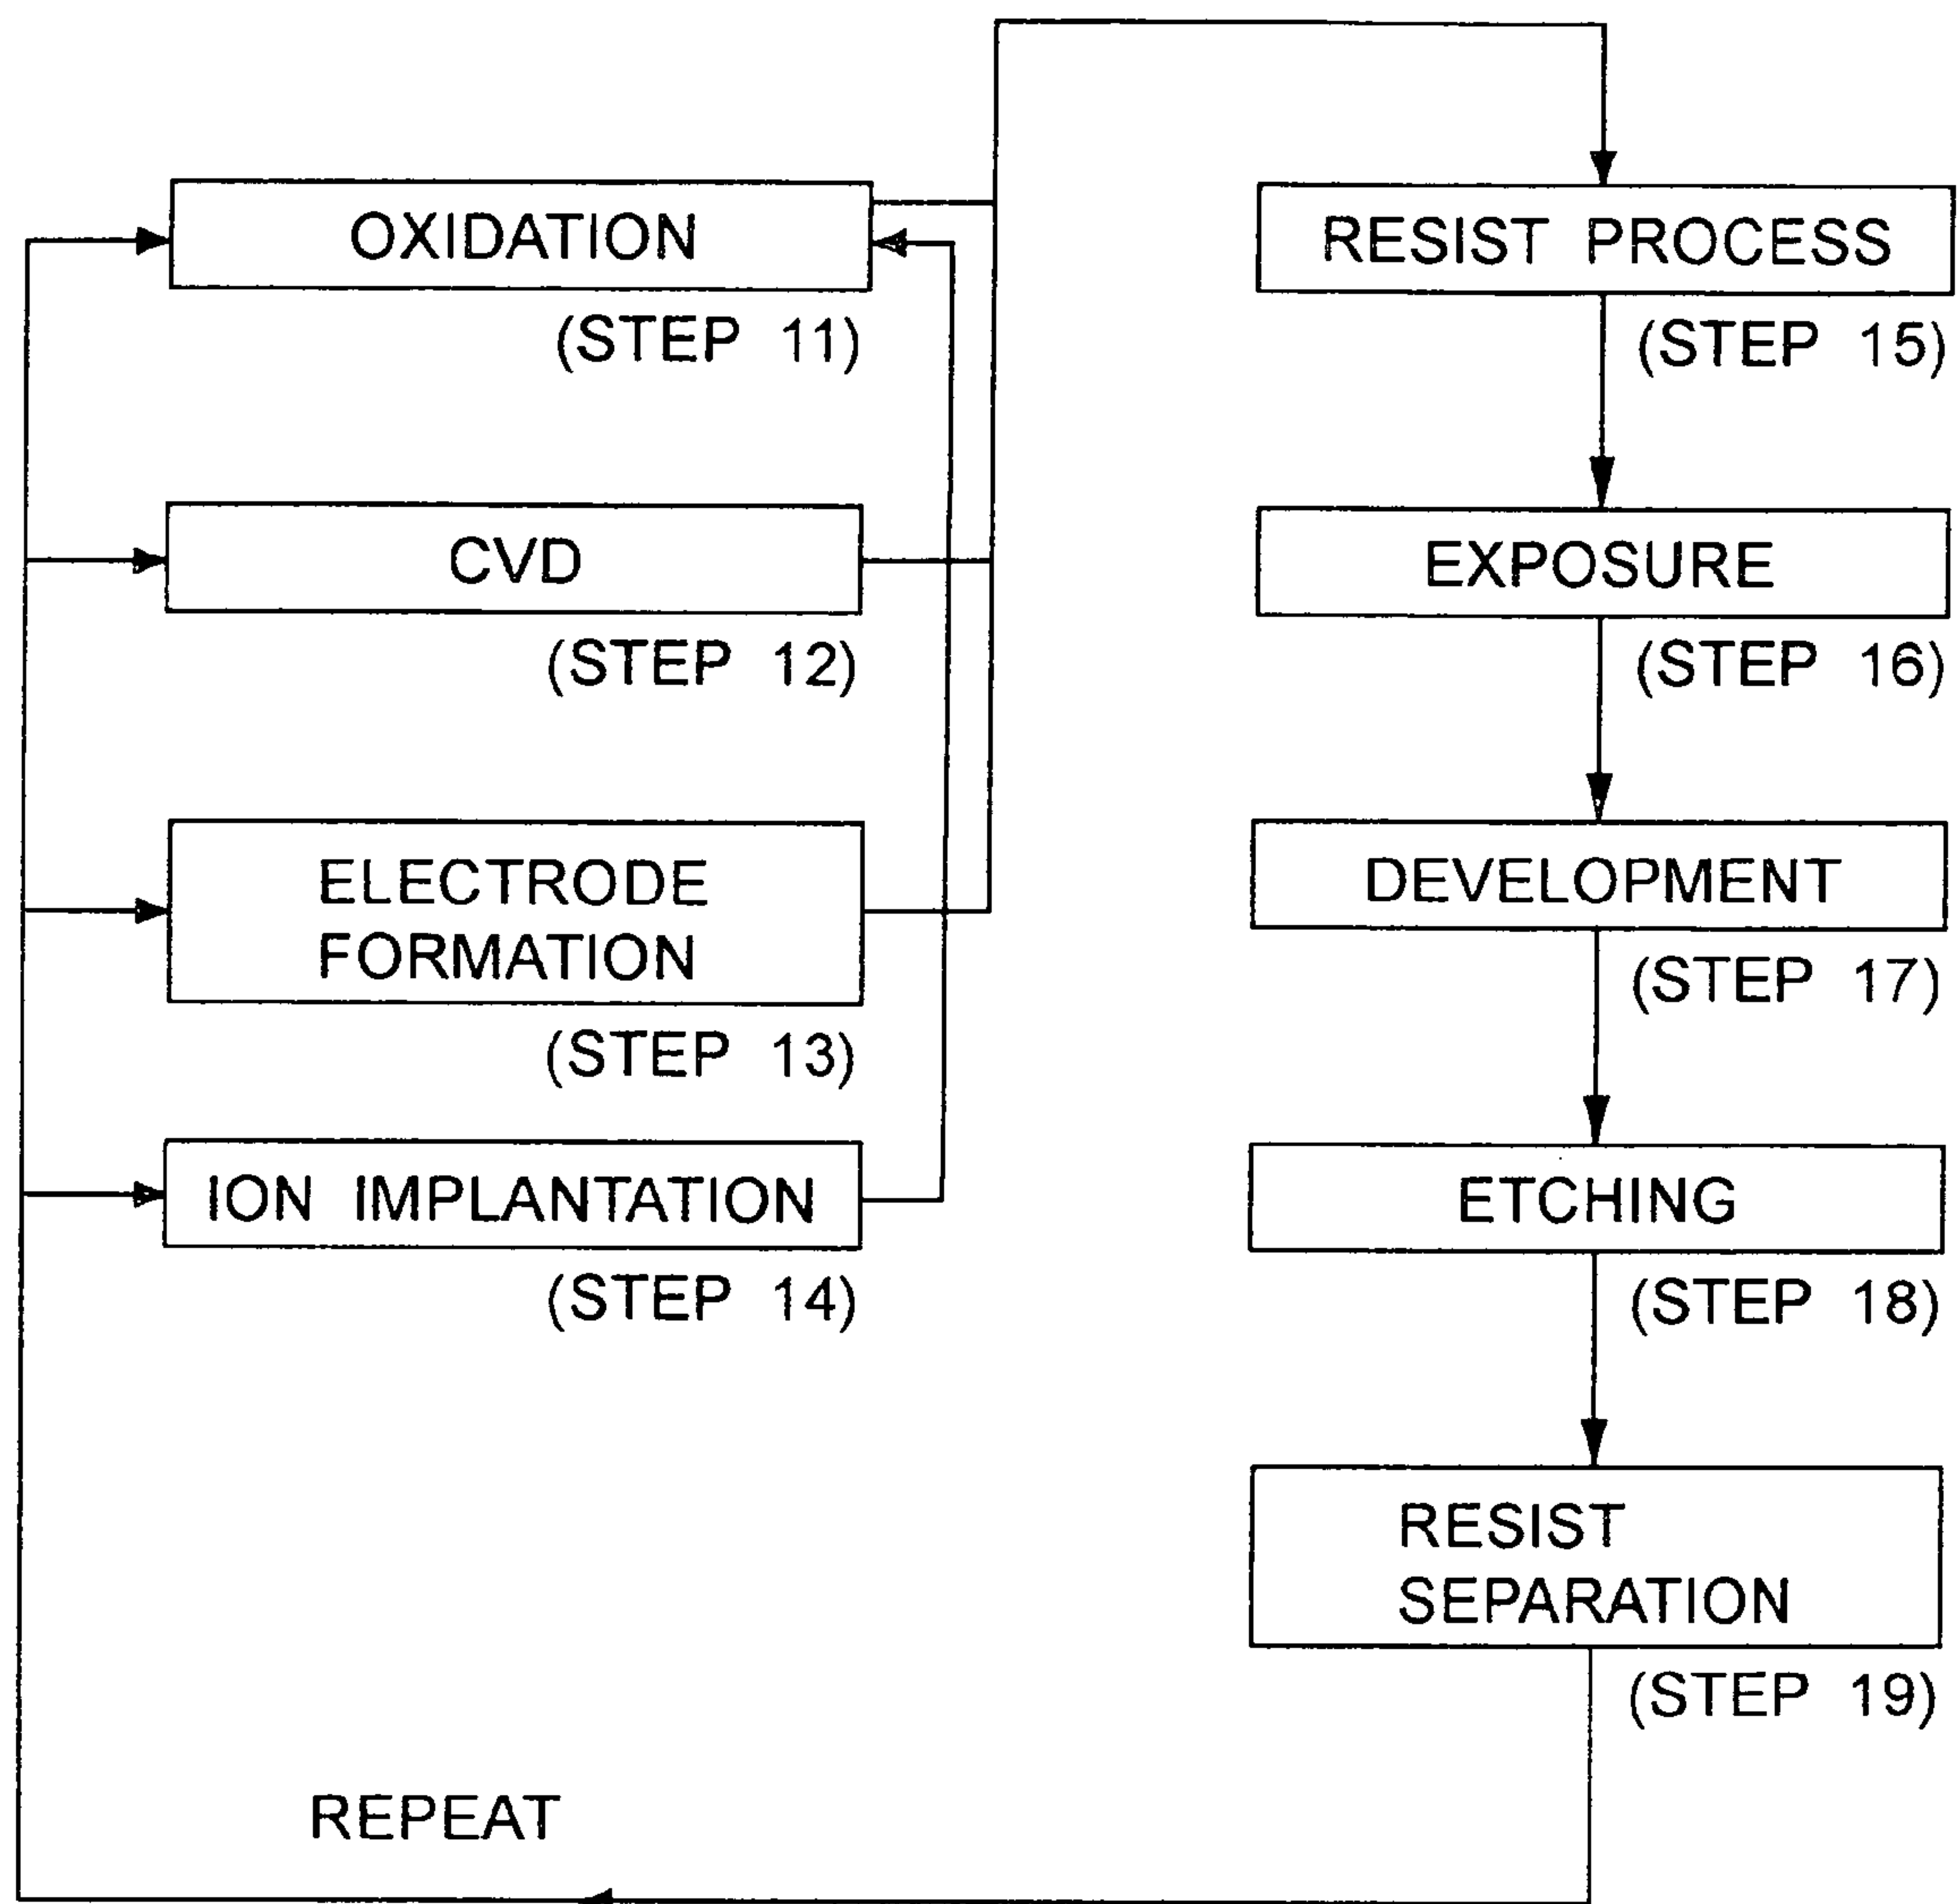 OXIDATION
(STEP 11)
CVD
(STEP 12)
ELECTRODE
FORMATION
(STEP 13)
ION IMPLANTATION
(STEP 14)
RESIST PROCESS
(STEP 15)
EXPOSURE
(STEP 16)
DEVELOPMENT
(STEP 17)
ETCHING
(STEP 18)
RESIST
SEPARATION
(STEP 19)
REPEAT